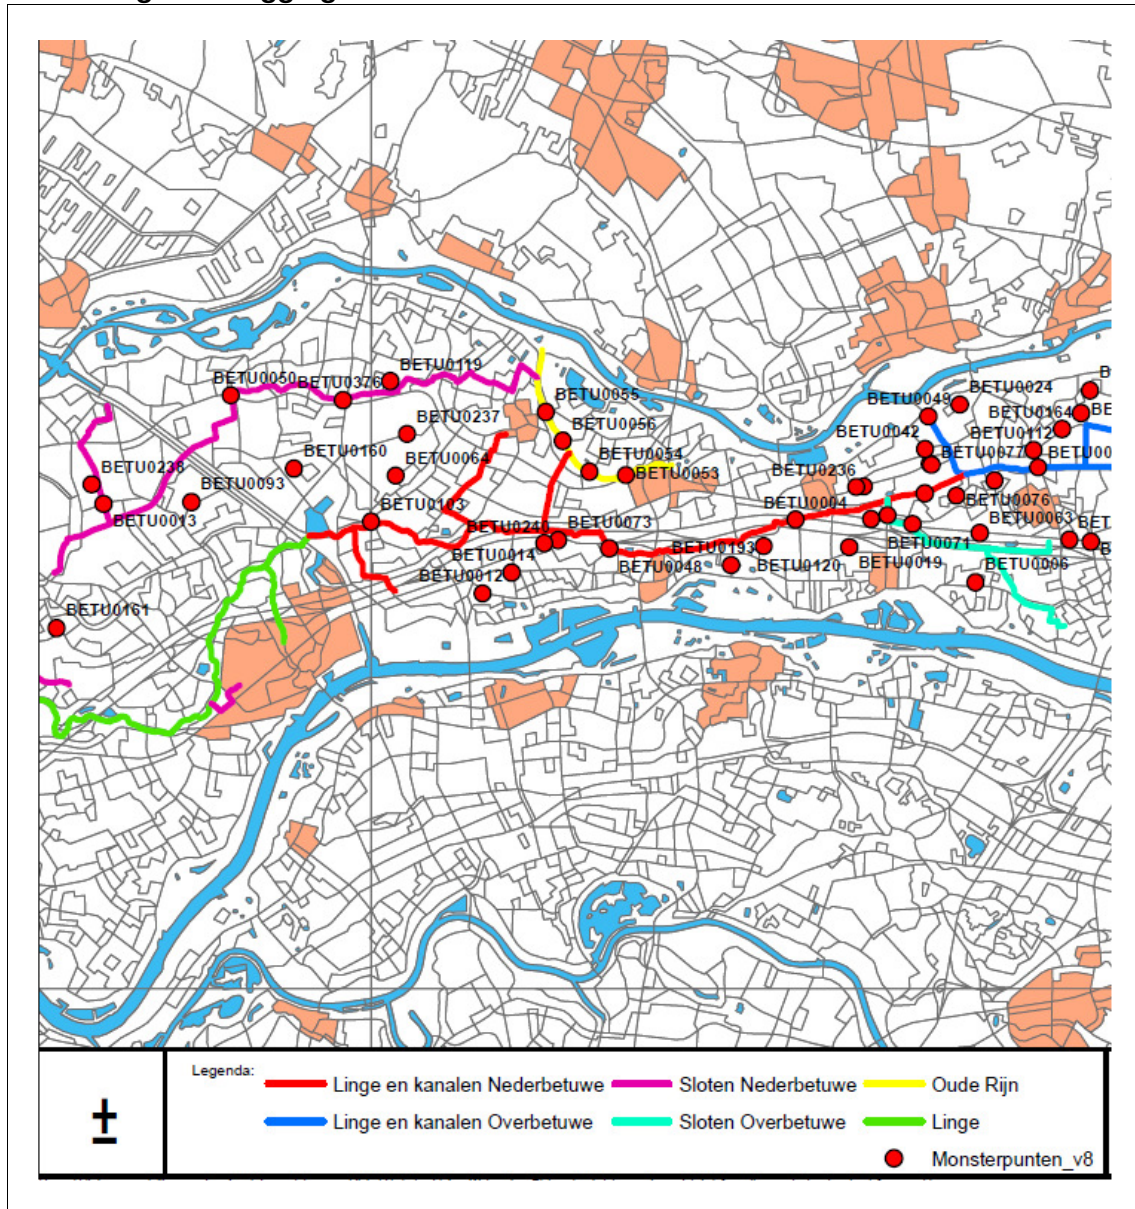 BETU0119
BETU0050
BETU0376
BETU0055
BETU0024
BETU0049
BETU0164
BETU0237
BETU0056
BETU0042
BETU0112
BETU0160
BETU0064
BETU0054
BETU0077
BETU0238
BETU0093
BETU0053
BETU0236
BETU0103
BETU0004
BETU0076
BETU0013
BETU0240
BETU0073
BETU0063
BETU0014
BETU0193
BETU0071
BETU0012
BETU0048
BETU0120
BETU0019
BETU0096
BETU0161
Legenda:
Linge en kanalen Nederbetuwe Sloten Nederbetuwe Oude Rijn
Linge en kanalen Overbetuwe Sloten Overbetuwe Linge
Monsterpunten_v8